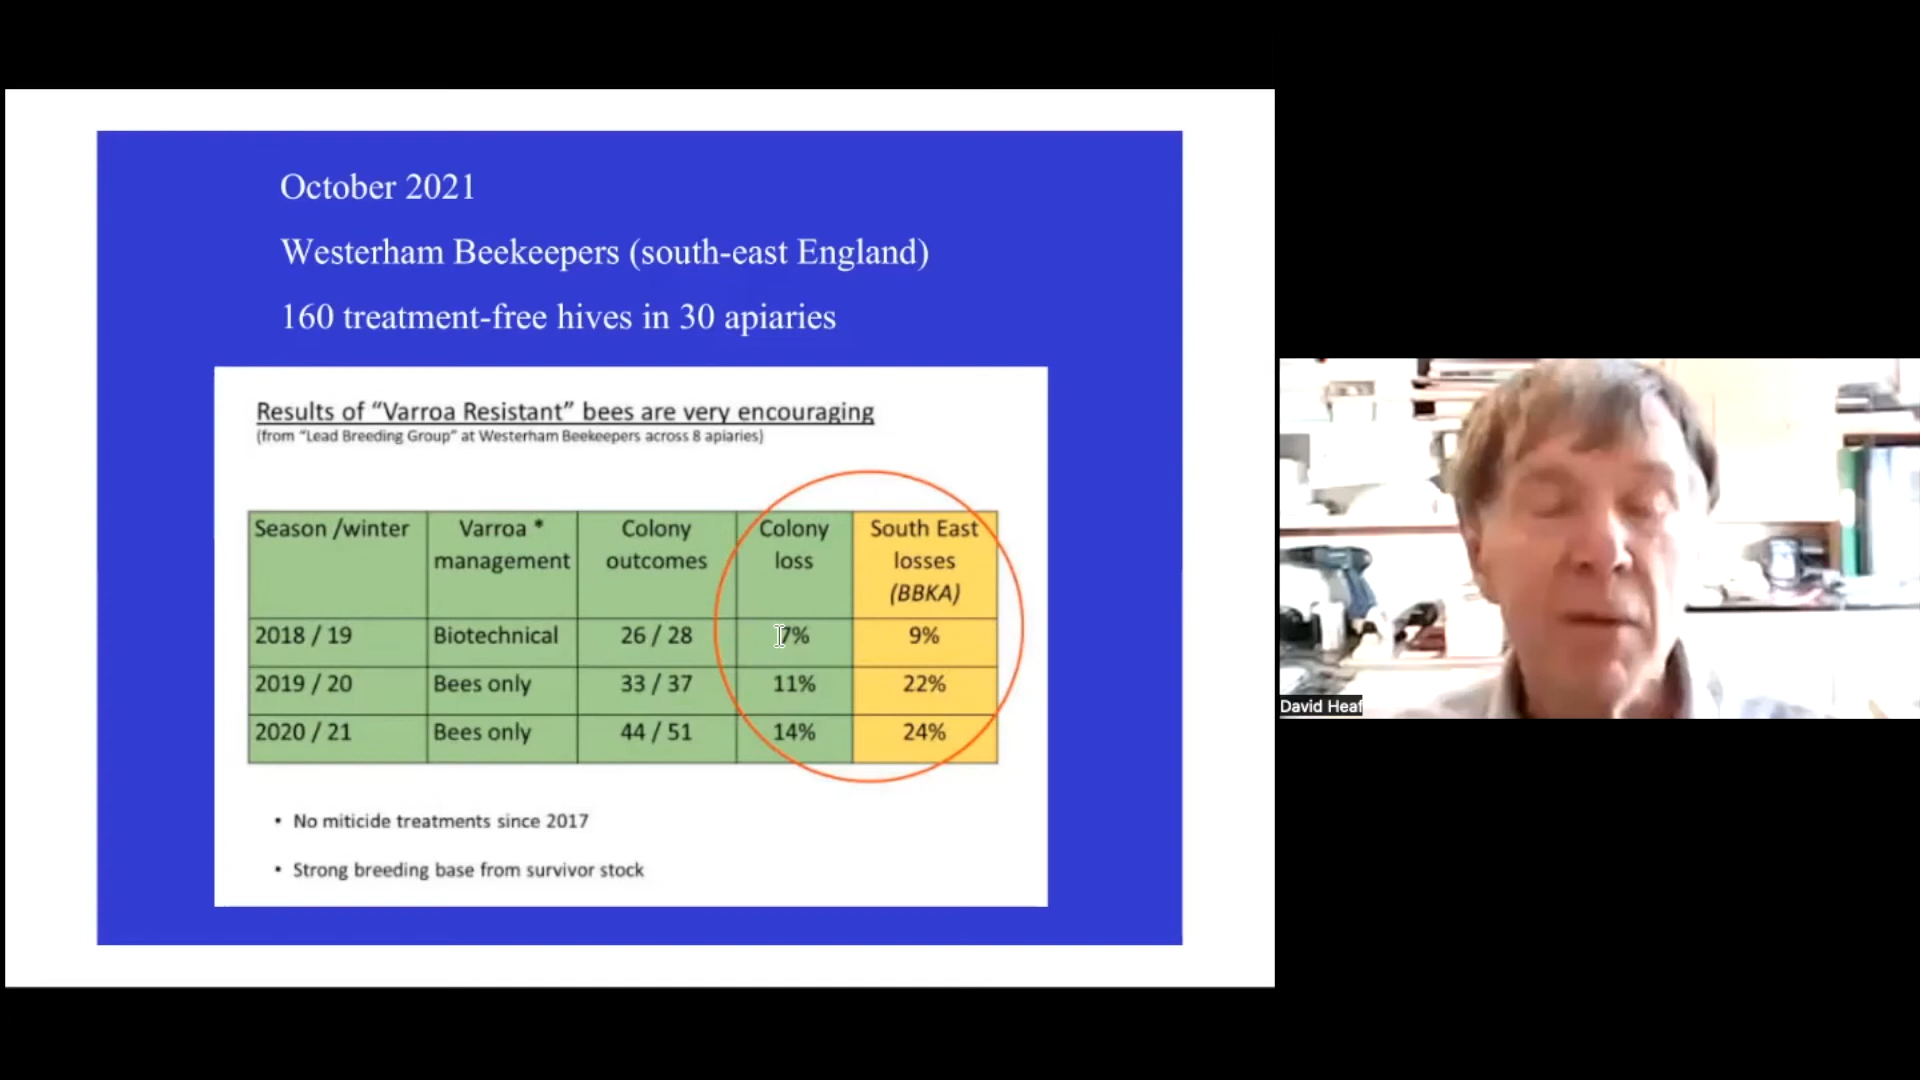 October 2021
Westerham Beekeepers (south-east England)
160 treatment-free hives in 30 apiaries
Results of “Varroa Resistant” bees are very encouraging
(from “Lead Breeding Group” at Westerham Beekeepers across 8 apiaries)
Season /winter
Varroa * management
Colony outcomes
Colony loss
South East losses (BBKA)
2018 / 19 Biotechnical 26 / 28 7% 9%
2019 / 20 Bees only 33 / 37 11% 22%
2020 / 21 Bees only 44 / 51 14% 24%
• No miticide treatments since 2017
• Strong breeding base from survivor stock
David Heaf